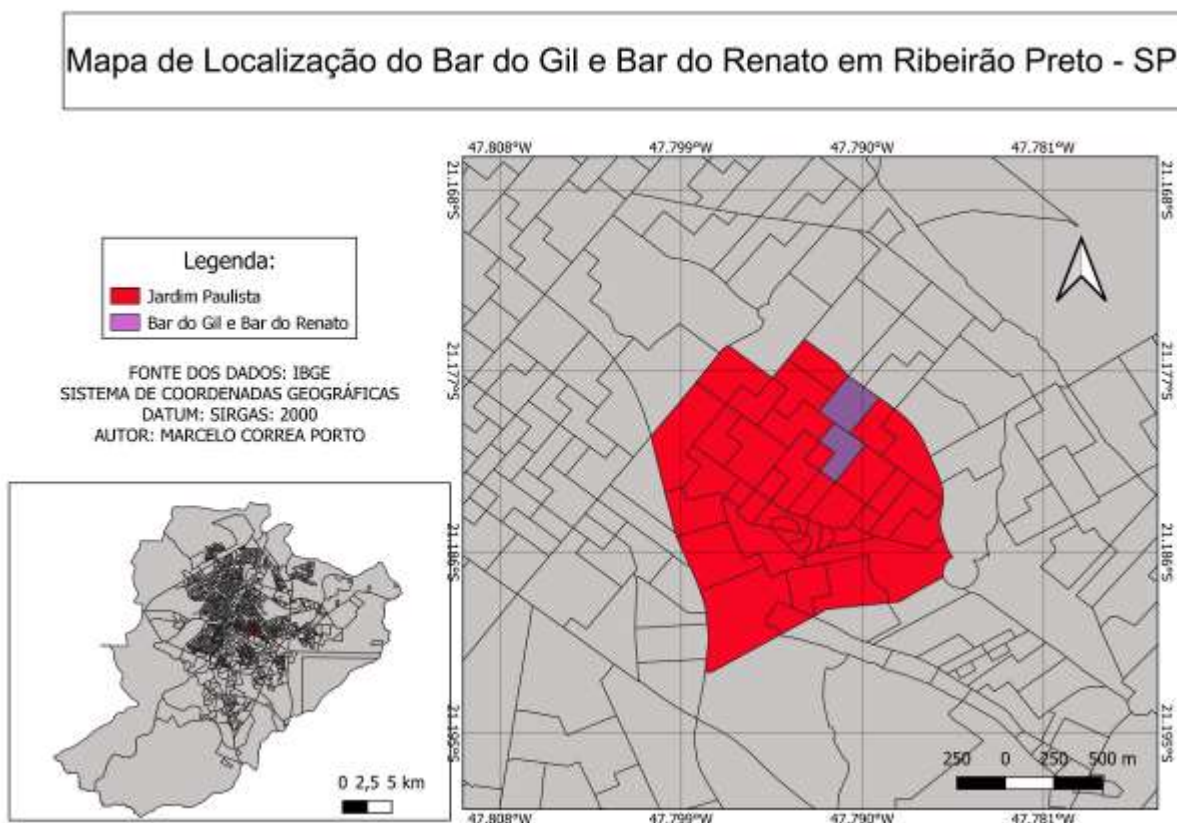 Mapa de Localização do Bar do Gil e Bar do Renato em Ribeirão Preto - SP
47.808°W 47.799°W 47.790°W 47.781°W
21.168°S 21.168°S
Legenda:
Jardim Paulista
Bar do Gil e Bar do Renato
FONTE DOS DADOS: IBGE
SISTEMA DE COORDENADAS GEOGRÁFICAS
DATUM: SIRGAS: 2000
AUTOR: MARCELO CORREA PORTO
21.177°S 21.177°S
21.186°S 21.186°S
21.195°S 21.195°S
0 2,5 5 km
250 0 250 500 m
47.808°W 47.799°W 47.790°W 47.781°W